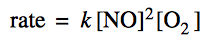 rate = k[NO]²[O₂]